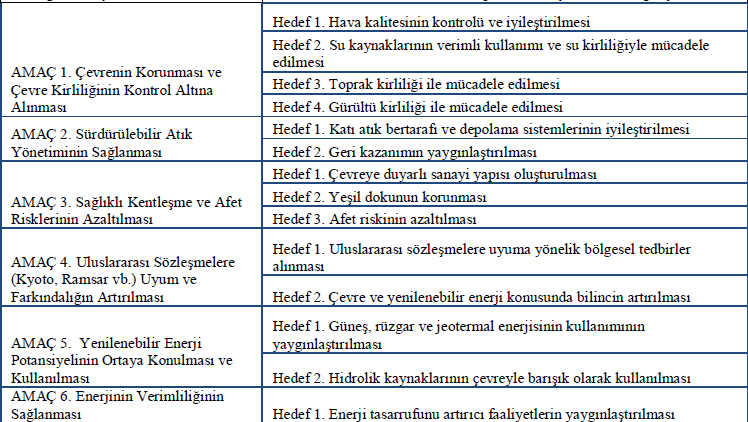 Hedef 1. Hava kalitesinin kontrolü ve iyileştirilmesi
AMAÇ 1. Çevrenin Korunması ve
Çevre Kirliliğinin Kontrol Altına
Alınması
Hedef 2. Su kaynaklarının verimli kullanımı ve su kirliliğiyle mücadele
edilmesi
Hedef 3. Toprak kirliliği ile mücadele edilmesi
Hedef 4. Gürültü kirliliği ile mücadele edilmesi
AMAÇ 2. Sürdürülebilir Atık
Yönetiminin Sağlanması
Hedef 1. Katı atık bertarafı ve depolama sistemlerinin iyileştirilmesi
Hedef 2. Geri kazanımın yaygınlaştırılması
AMAÇ 3. Sağlıklı Kentleşme ve Afet
Risklerinin Azaltılması
Hedef 1. Çevreye duyarlı sanayi yapısı oluşturulması
Hedef 2. Yeşil dokunun korunması
Hedef 3. Afet riskinin azaltılması
AMAÇ 4. Uluslararası Sözleşmelere
(Kyoto, Ramsar vb.) Uyum ve
Farkındalığın Artırılması
Hedef 1. Uluslararası sözleşmelere uyuma yönelik bölgesel tedbirler
alınması
Hedef 2. Çevre ve yenilenebilir enerji konusunda bilincin artırılması
AMAÇ 5. Yenilenebilir Enerji
Potansiyelinin Ortaya Konulması ve
Kullanılması
Hedef 1. Güneş, rüzgar ve jeotermal enerjisinin kullanımının
yaygınlaştırılması
Hedef 2. Hidrolik kaynaklarının çevreyle barışık olarak kullanılması
AMAÇ 6. Enerjinin Verimliliğinin
Sağlanması
Hedef 1. Enerji tasarrufunu artırıcı faaliyetlerin yaygınlaştırılması